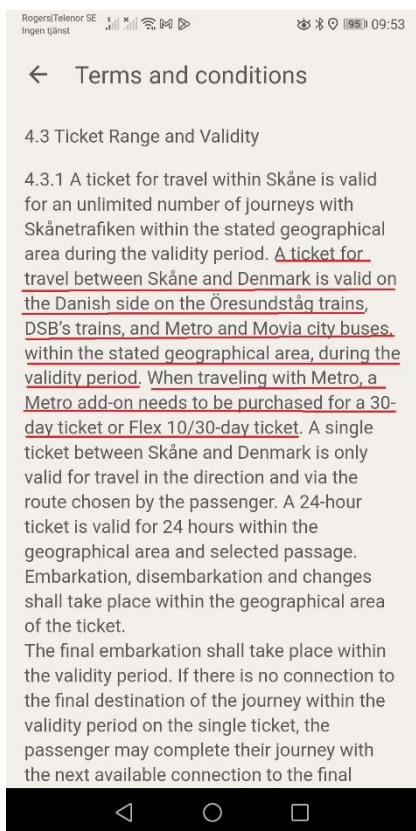 Rogers|Telenor SE
Ingen tjänst
95
09:53
Terms and conditions
4.3 Ticket Range and Validity
4.3.1 A ticket for travel within Skåne is valid
for an unlimited number of journeys with
Skånetrafiken within the stated geographical
area during the validity period. A ticket for
travel between Skåne and Denmark is valid on
the Danish side on the Öresundståg trains,
DSB's trains, and Metro and Movia city buses,
within the stated geographical area, during the
validity period. When traveling with Metro, a
Metro add-on needs to be purchased for a 30-
day ticket or Flex 10/30-day ticket. A single
ticket between Skåne and Denmark is only
valid for travel in the direction and via the
route chosen by the passenger. A 24-hour
ticket is valid for 24 hours within the
geographical area and selected passage.
Embarkation, disembarkation and changes
shall take place within the geographical area
of the ticket.
The final embarkation shall take place within
the validity period. If there is no connection to
the final destination of the journey within the
validity period on the single ticket, the
passenger may complete their journey with
the next available connection to the final